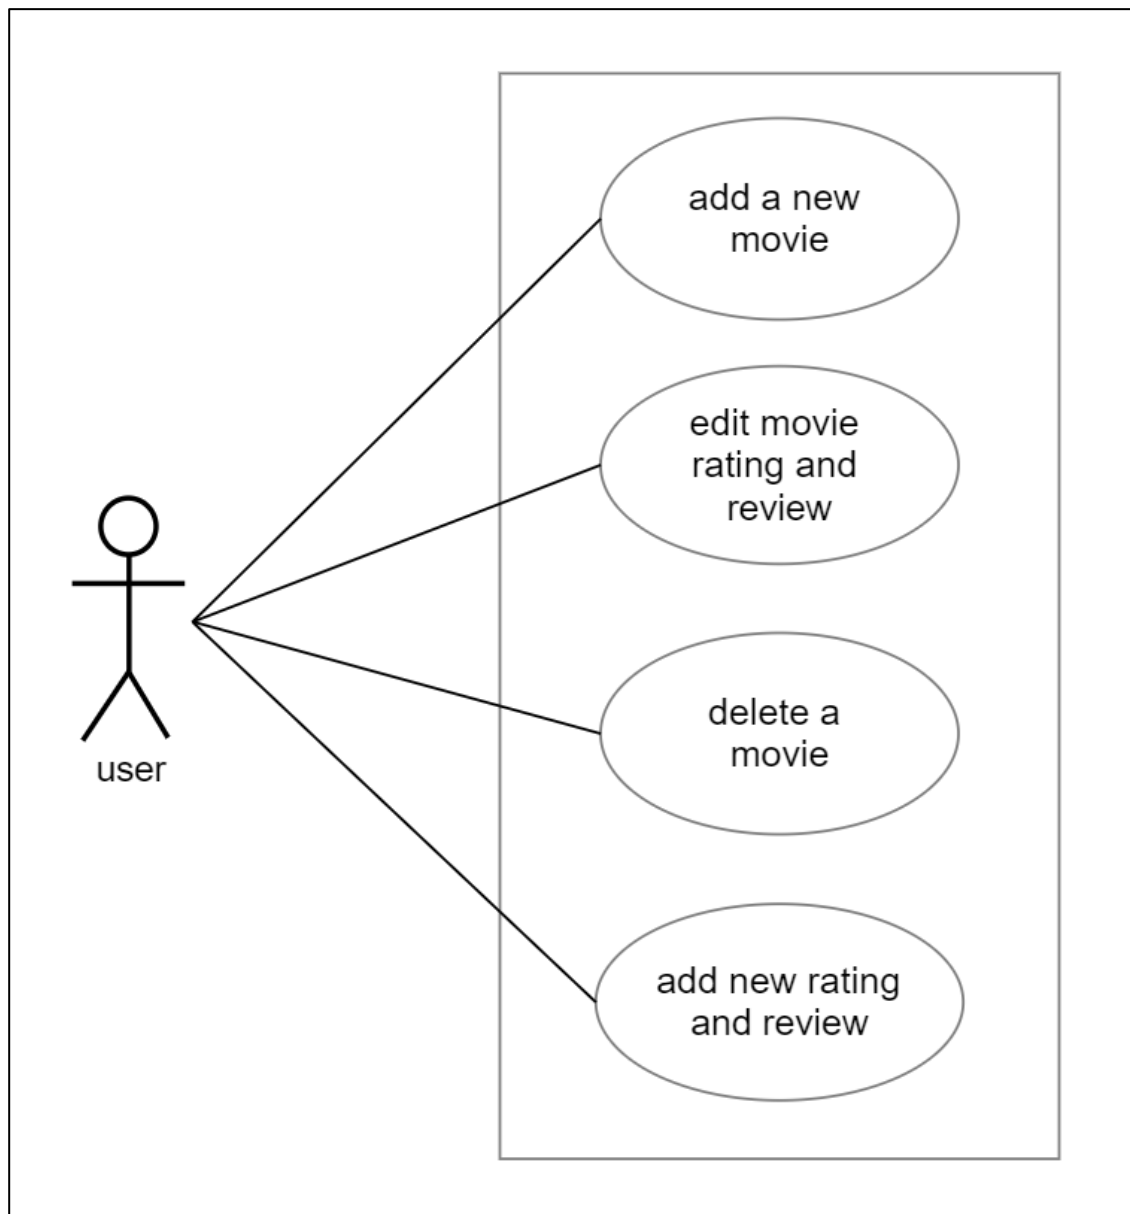 add a new
movie
edit movie
rating and
review
user
delete a
movie
add new rating
and review